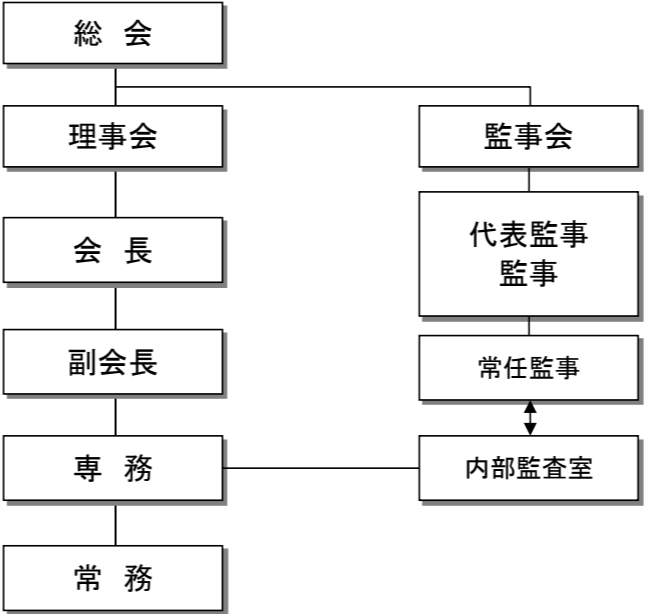 総　会
理事会
監事会
会　長
代表監事
監事
副会長
常任監事
専　務
内部監査室
常　務